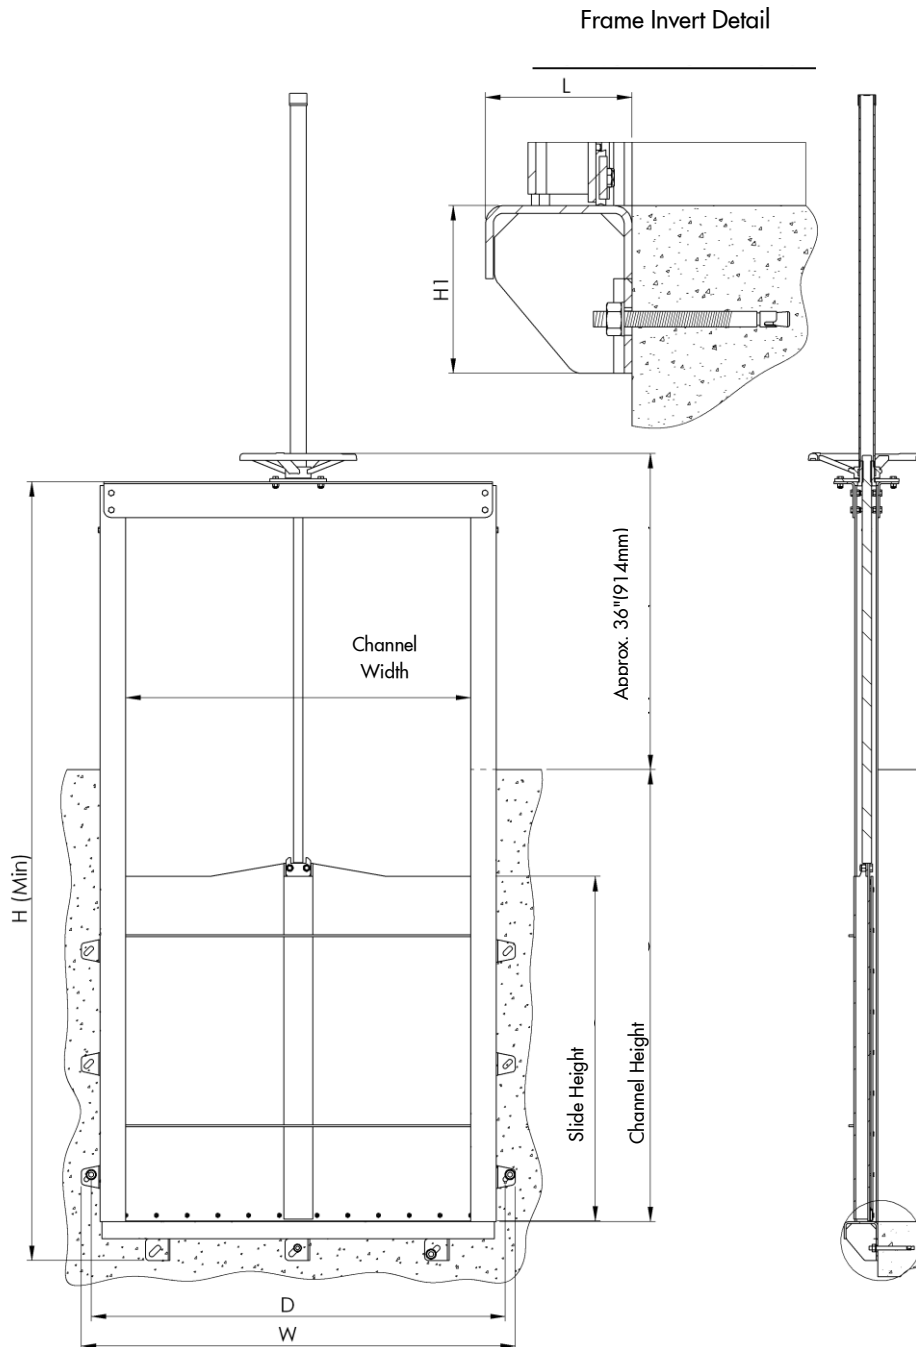 Frame Invert Detail
L
H1
Approx. 36"(914mm)
Channel
Width
H (Min)
Slide Height
Channel Height
D
W